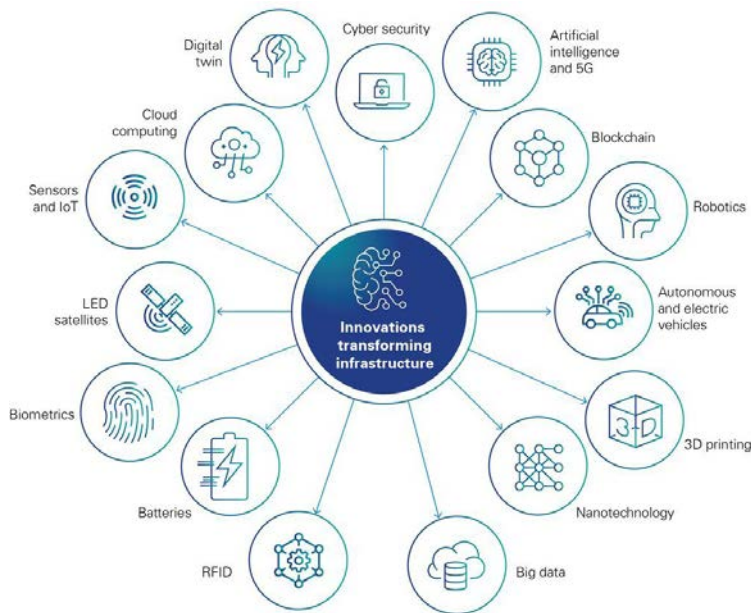 Digital
twin
Cyber security
Artificial
intelligence
and 5G
Cloud
computing
Blockchain
Sensors
and IoT
Robotics
LED
satellites
Innovations
transforming
infrastructure
Autonomous
and electric
vehicles
Biometrics
3-D
3D printing
Batteries
Nanotechnology
RFID
Big data